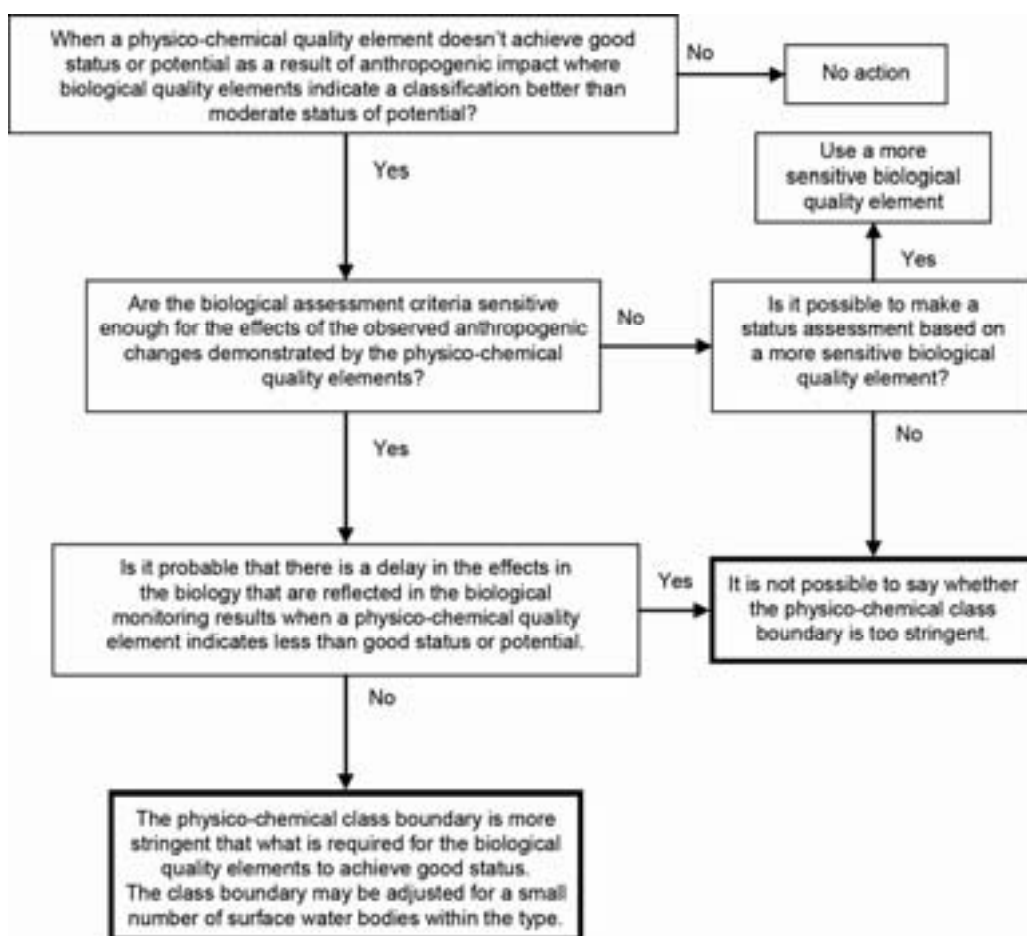 When a physico-chemical quality element doesn't achieve good
status or potential as a result of anthropogenic impact where
biological quality elements indicate a classification better than
moderate status of potential?
No
No action
Yes
Use a more
sensitive biological
quality element
Yes
Are the biological assessment criteria sensitive
enough for the effects of the observed anthropogenic
changes demonstrated by the physico-chemical
quality elements?
No
Is it possible to make a
status assessment based on
a more sensitive biological
quality element?
Yes
No
Is it probable that there is a delay in the effects in
the biology that are reflected in the biological
monitoring results when a physico-chemical quality
element indicates less than good status or potential.
Yes
It is not possible to say whether
the physico-chemical class
boundary is too stringent.
No
The physico-chemical class boundary is more
stringent that what is required for the biological
quality elements to achieve good status.
The class boundary may be adjusted for a small
number of surface water bodies within the type.